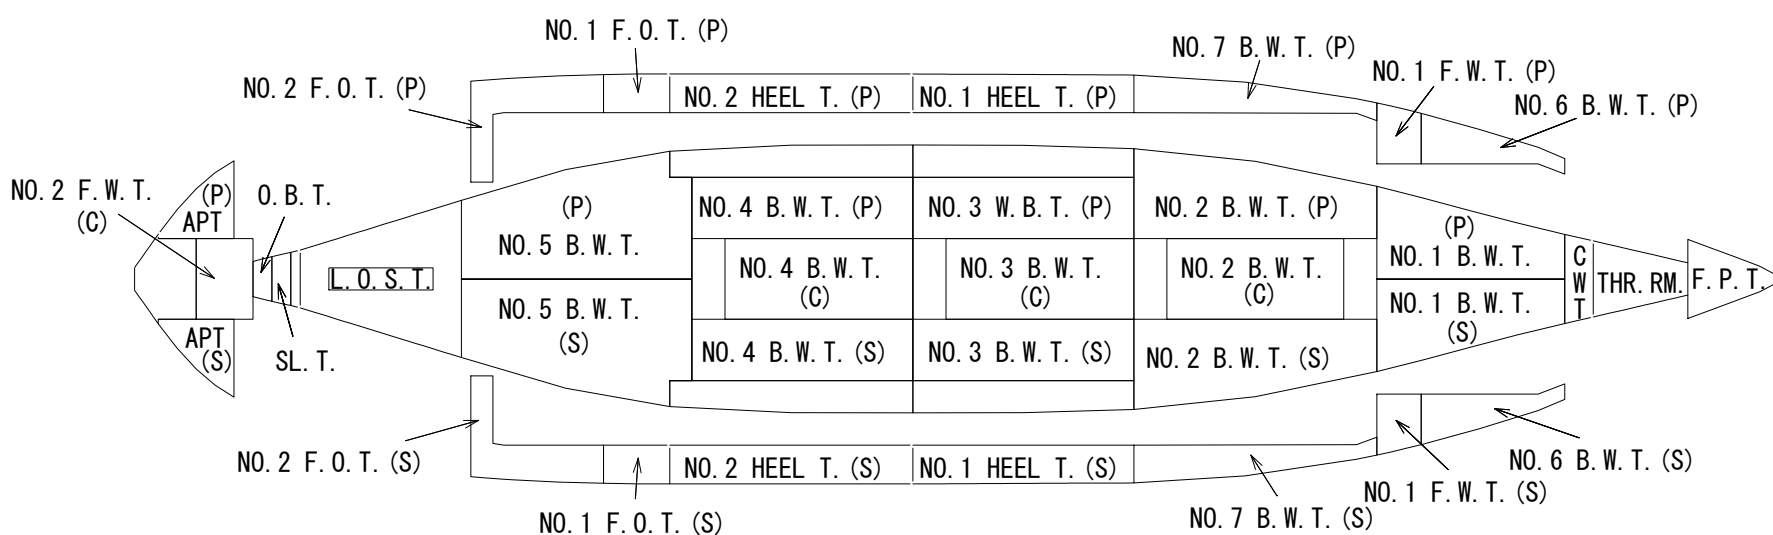 NO.1 F.O.T.(P)
NO.7 B.W.T.(P)
NO.2 F.O.T.(P)
NO.1 F.W.T.(P)
NO.2 HEEL T.(P)
NO.1 HEEL T.(P)
NO.6 B.W.T.(P)
NO.2 F.W.T.
(C)
(P)
APT
O.B.T.
(P)
NO.5 B.W.T.
NO.4 B.W.T.(P)
NO.3 W.B.T.(P)
NO.2 B.W.T.(P)
(P)
NO.1 B.W.T.
L.O.S.T.
NO.4 B.W.T.
(C)
NO.3 B.W.T.
(C)
NO.2 B.W.T.
(C)
C
W
T
THR.RM.
F.P.T.
NO.5 B.W.T.
(S)
NO.1 B.W.T.
(S)
APT
(S)
SL.T.
NO.4 B.W.T.(S)
NO.3 B.W.T.(S)
NO.2 B.W.T.(S)
NO.2 F.O.T.(S)
NO.2 HEEL T.(S)
NO.1 HEEL T.(S)
NO.6 B.W.T.(S)
NO.1 F.W.T.(S)
NO.1 F.O.T.(S)
NO.7 B.W.T.(S)